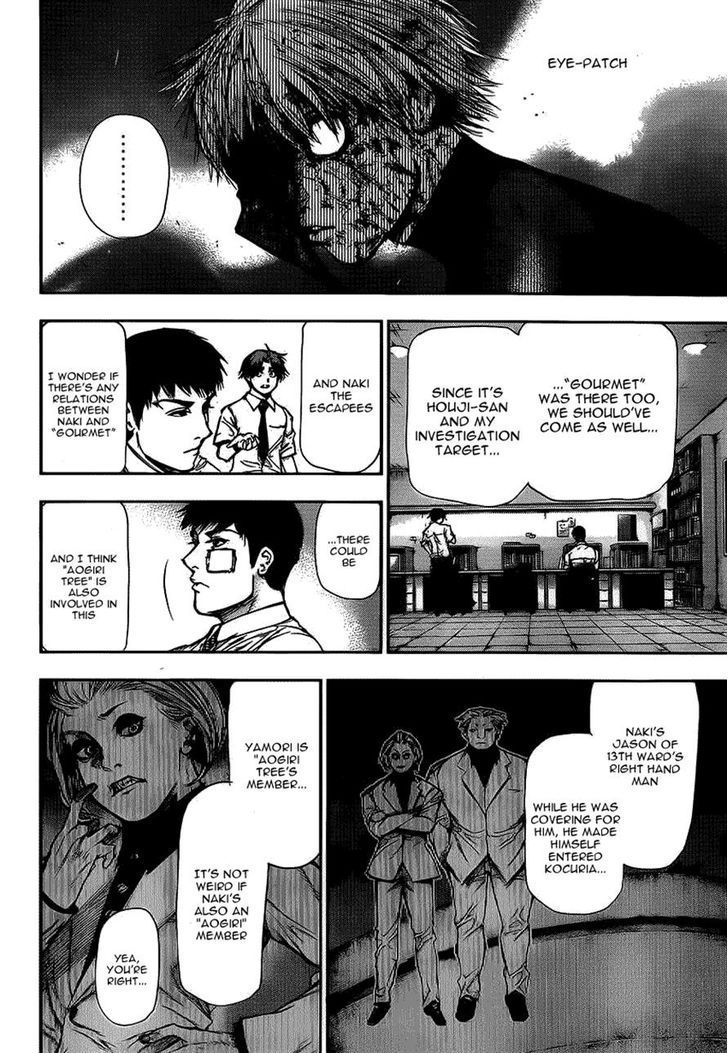 EYE-PATCH
..........
..."GOURMET"
WAS THERE TOO,
WE SHOULD'VE
COME AS WELL...
SINCE IT'S
HOUJI-SAN
AND MY
INVESTIGATION
TARGET...
AND NAKI
THE
ESCAPEES
I WONDER IF
THERE'S ANY
RELATIONS
BETWEEN
NAKI AND
"GOURMET"
...THERE
COULD
BE
AND I THINK
"AOGIRI
TREE" IS
ALSO
INVOLVED IN
THIS
NAKI'S
JASON OF
13TH WARD'S
RIGHT HAND
MAN
WHILE HE WAS
COVERING FOR
HIM, HE MADE
HIMSELF
ENTERED
KOCURIA...
YAMORI IS
"AOGIRI
TREE'S
MEMBER...
IT'S NOT
WEIRD IF
NAKI'S
ALSO AN
"AOGIRI"
MEMBER
YEA,
YOU'RE
RIGHT...